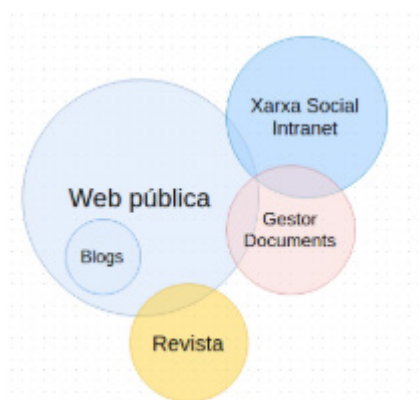 Xarxa Social
Intranet
Web pública
Gestor
Documents
Blogs
Revista